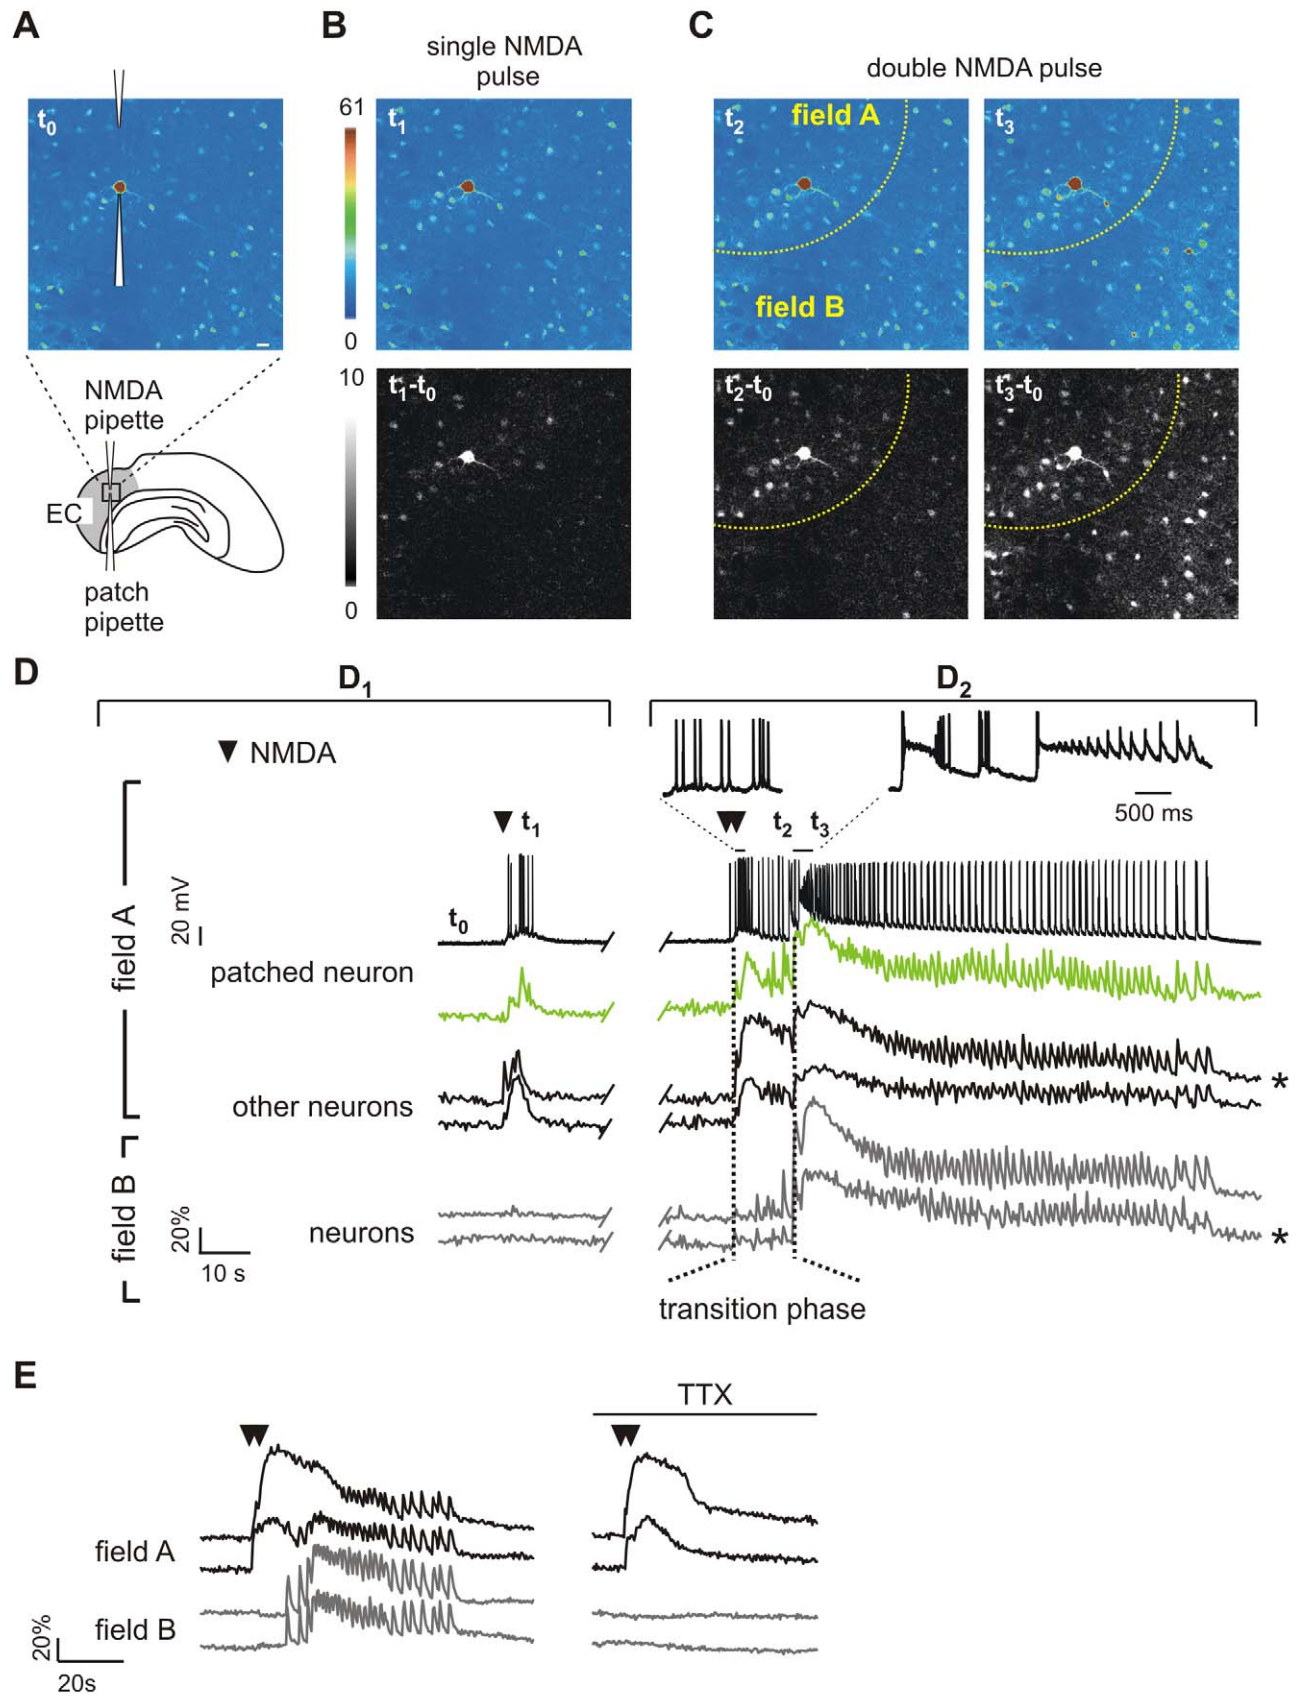 A
B
C
single NMDA
pulse
double NMDA pulse
t0
61
0
t1
t2
field A
field B
t3
NMDA
pipette
EC
patch
pipette
10
0
t1-t0
t2-t0
t3-t0
D
D1
D2
▼ NMDA
500 ms
t1
t2
t3
field A
20 mV
t0
patched neuron
other neurons
*
field B
neurons
*
20%
10 s
transition phase
E
TTX
field A
field B
20%
20s